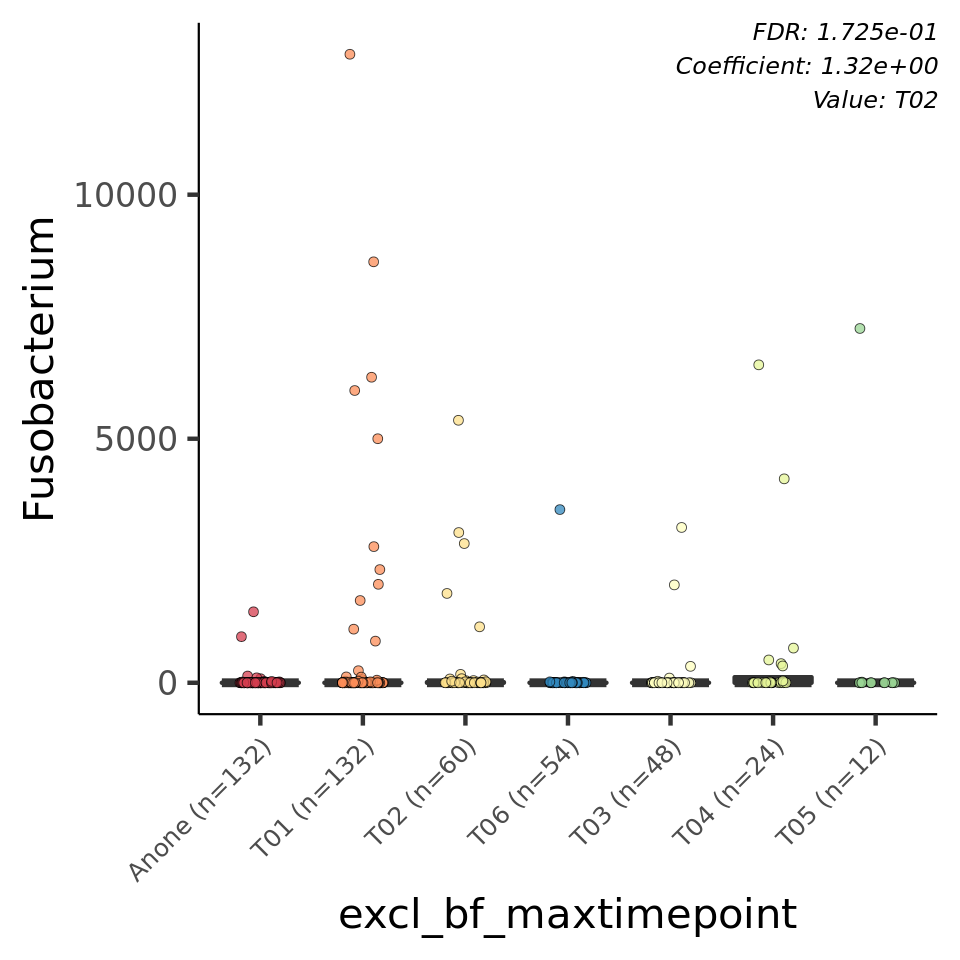 FDR: 1.725e-01
Coefficient: 1.32e+00
Value: T02
Fusobacterium
10000
5000
0
Anone (n=132)
T01 (n=132)
T02 (n=60)
T06 (n=54)
T03 (n=48)
T04 (n=24)
T05 (n=12)
excl_bf_maxtimepoint